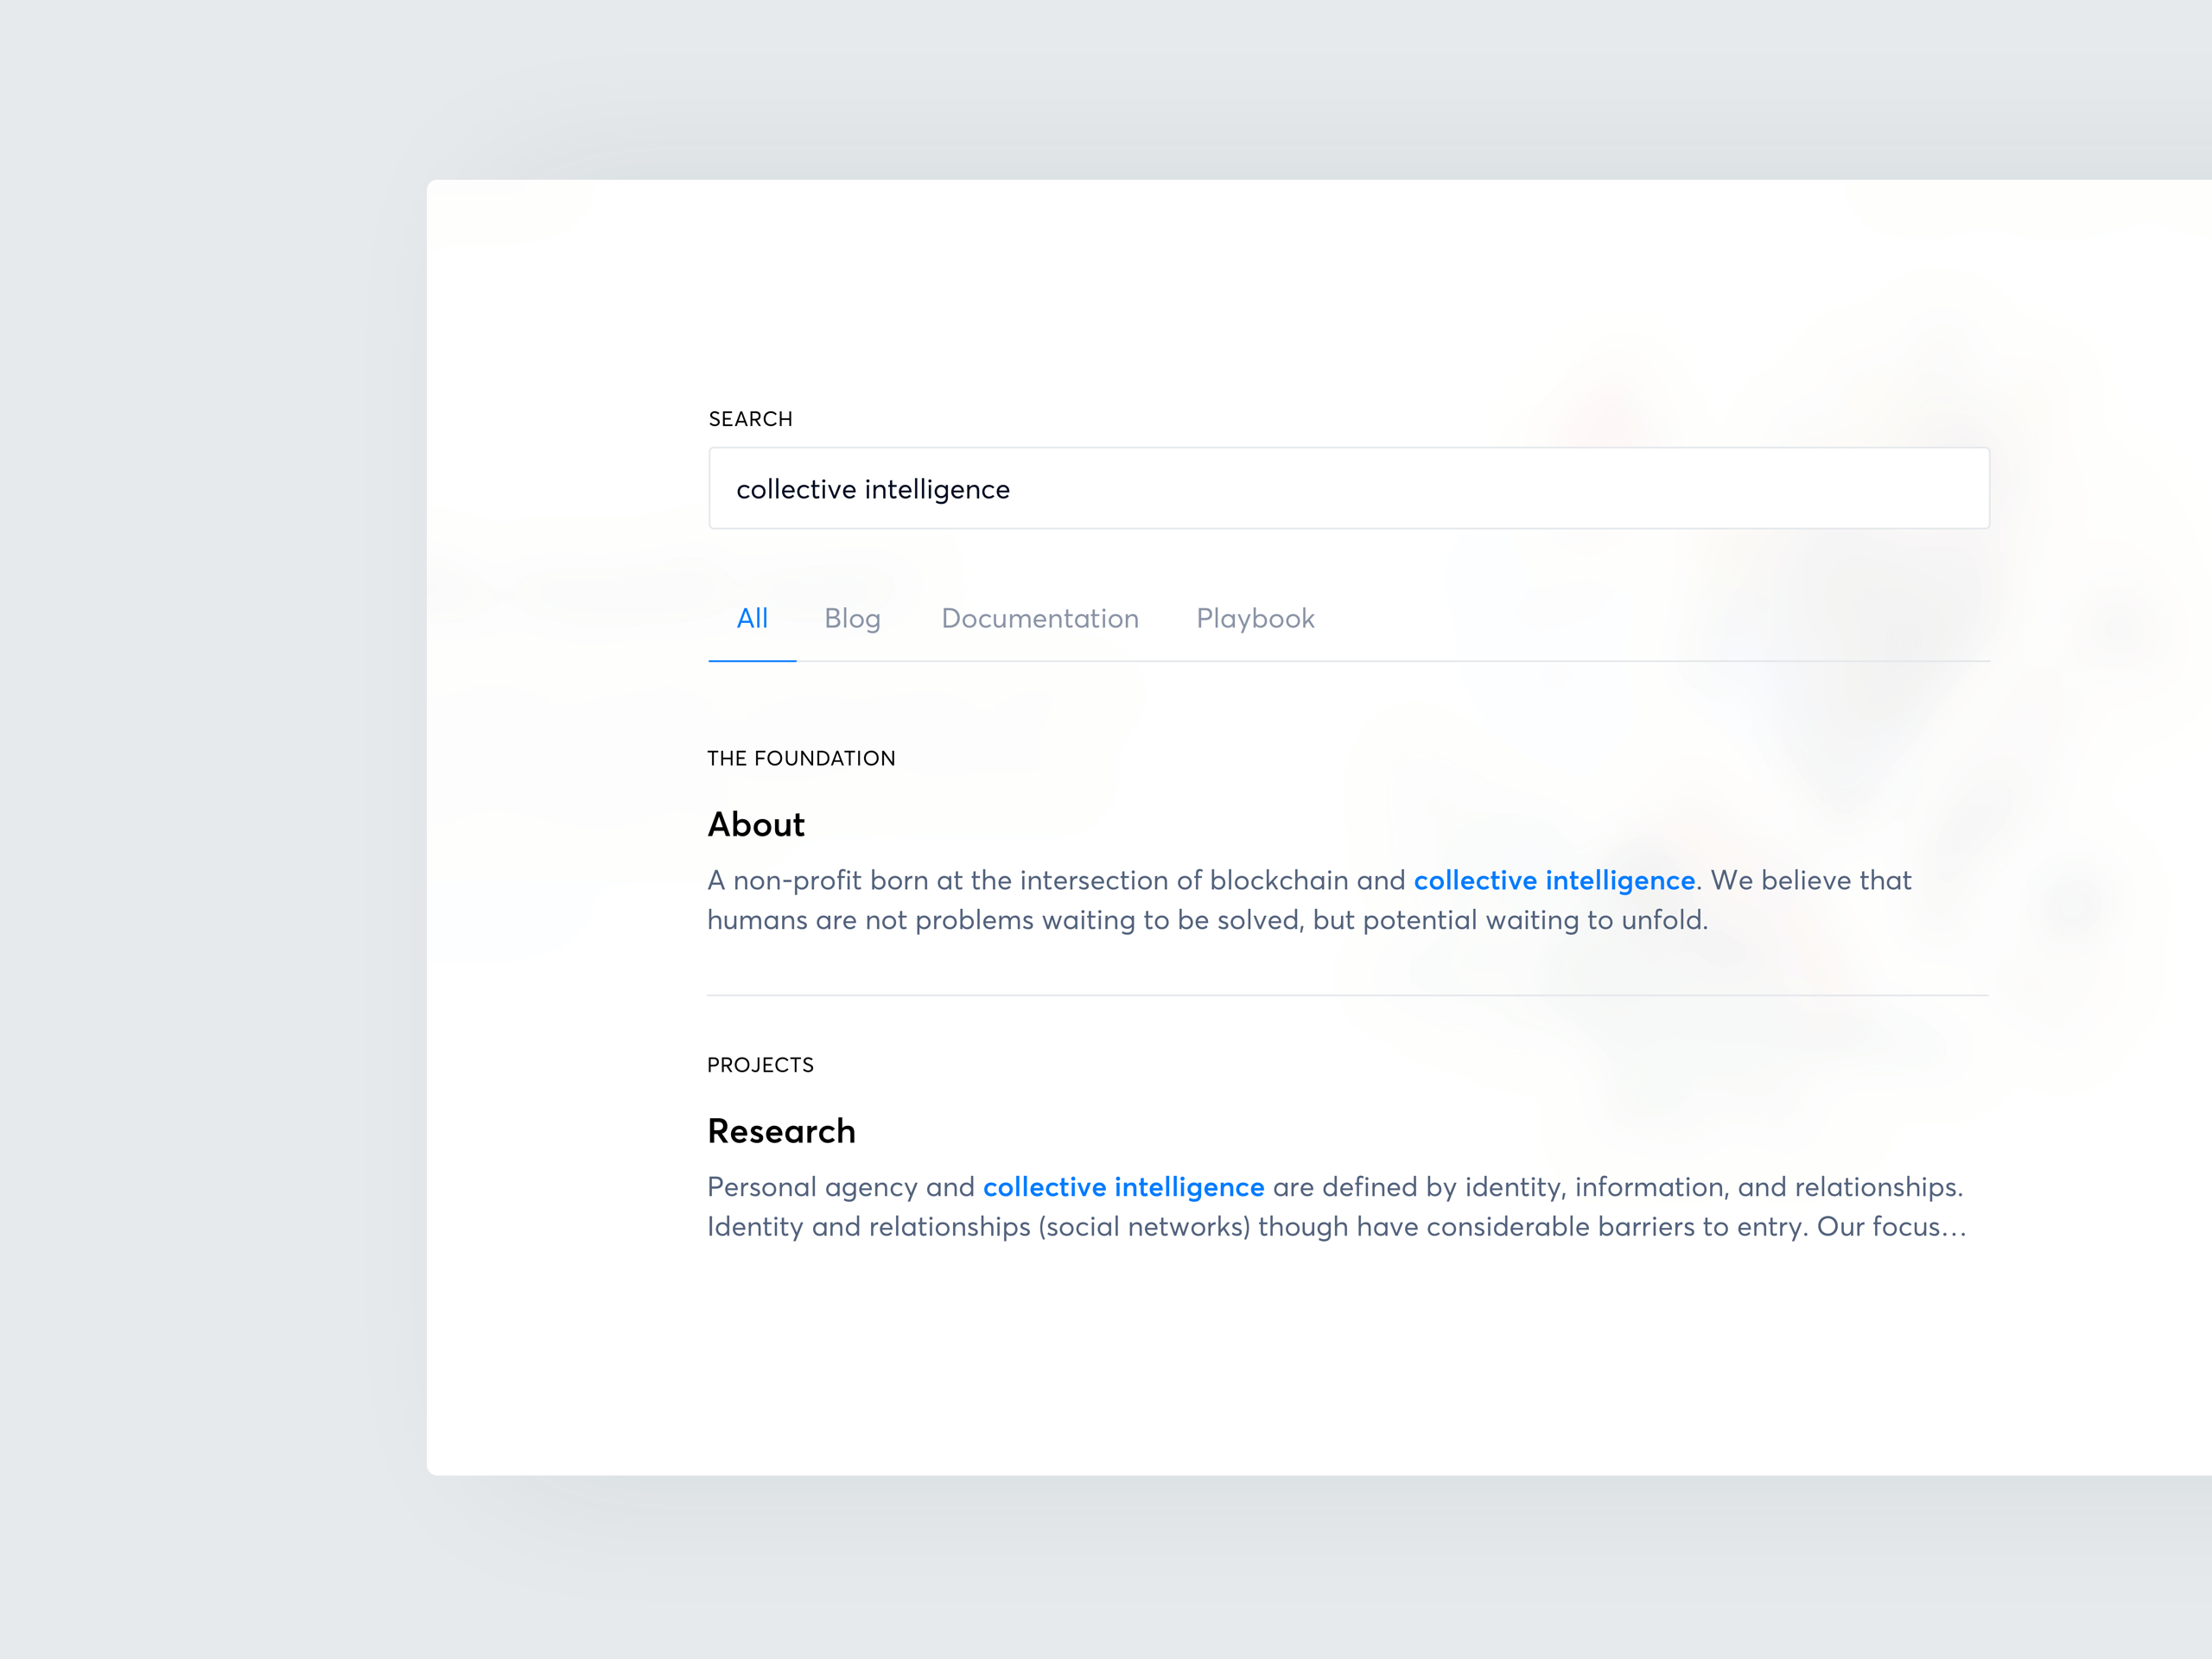 SEARCH
collective intelligence
All Blog Documentation Playbook
THE FOUNDATION
About
A non-profit born at the intersection of blockchain and collective intelligence. We believe that
humans are not problems waiting to be solved, but potential waiting to unfold.
PROJECTS
Research
Personal agency and collective intelligence are defined by identity, information, and relationships.
Identity and relationships (social networks) though have considerable barriers to entry. Our focus…